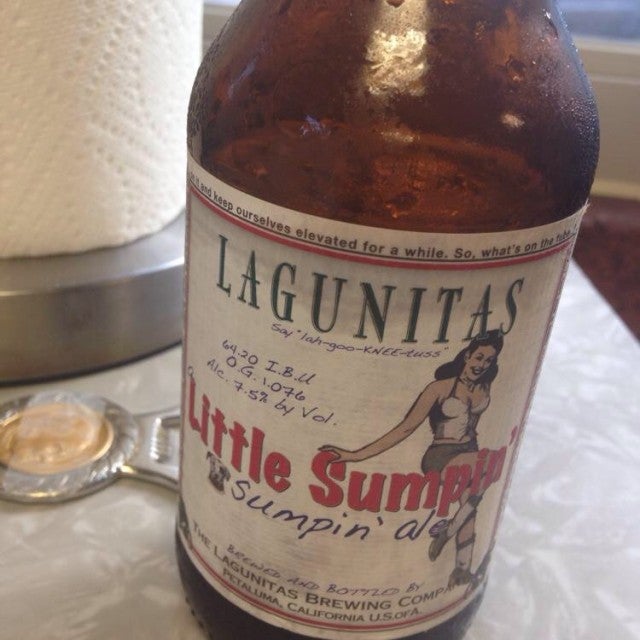 it and keep ourselves elevated for a while. So, what's on the tube
LAGUNITAS
Say "lah-goo-KNEE-tuss"
64.20 I.B.U
O.G. 1.076
Alc. 7.5% by Vol.
Little Sumpin'
Sumpin' ale
BREWED AND BOTTLED BY
THE LAGUNITAS BREWING COMPA
PETALUMA, CALIFORNIA U.S.OFA.